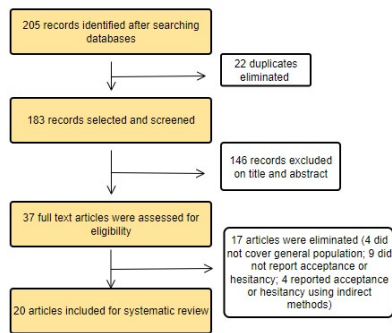 205 records identified after searching
databases
22 duplicates
eliminated
183 records selected and screened
146 records excluded
on title and abstract
37 full text articles were assessed for
eligibility
17 articles were eliminated (4 did
not cover general population; 9 did
not report acceptance or
hesitancy; 4 reported acceptance
or hesitancy using indirect
methods)
20 articles included for systematic review